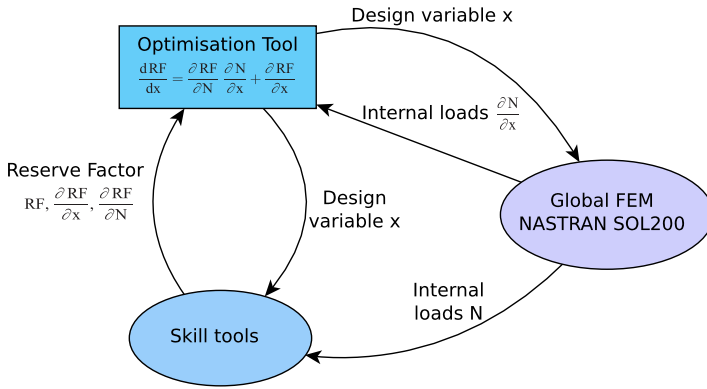 Design variable x
Optimisation Tool
dRF/dx = ∂RF/∂N ∂N/∂x + ∂RF/∂x
Internal loads ∂N/∂x
Reserve Factor
RF, ∂RF/∂x, ∂RF/∂N
Design
variable x
Global FEM
NASTRAN SOL200
Internal
loads N
Skill tools